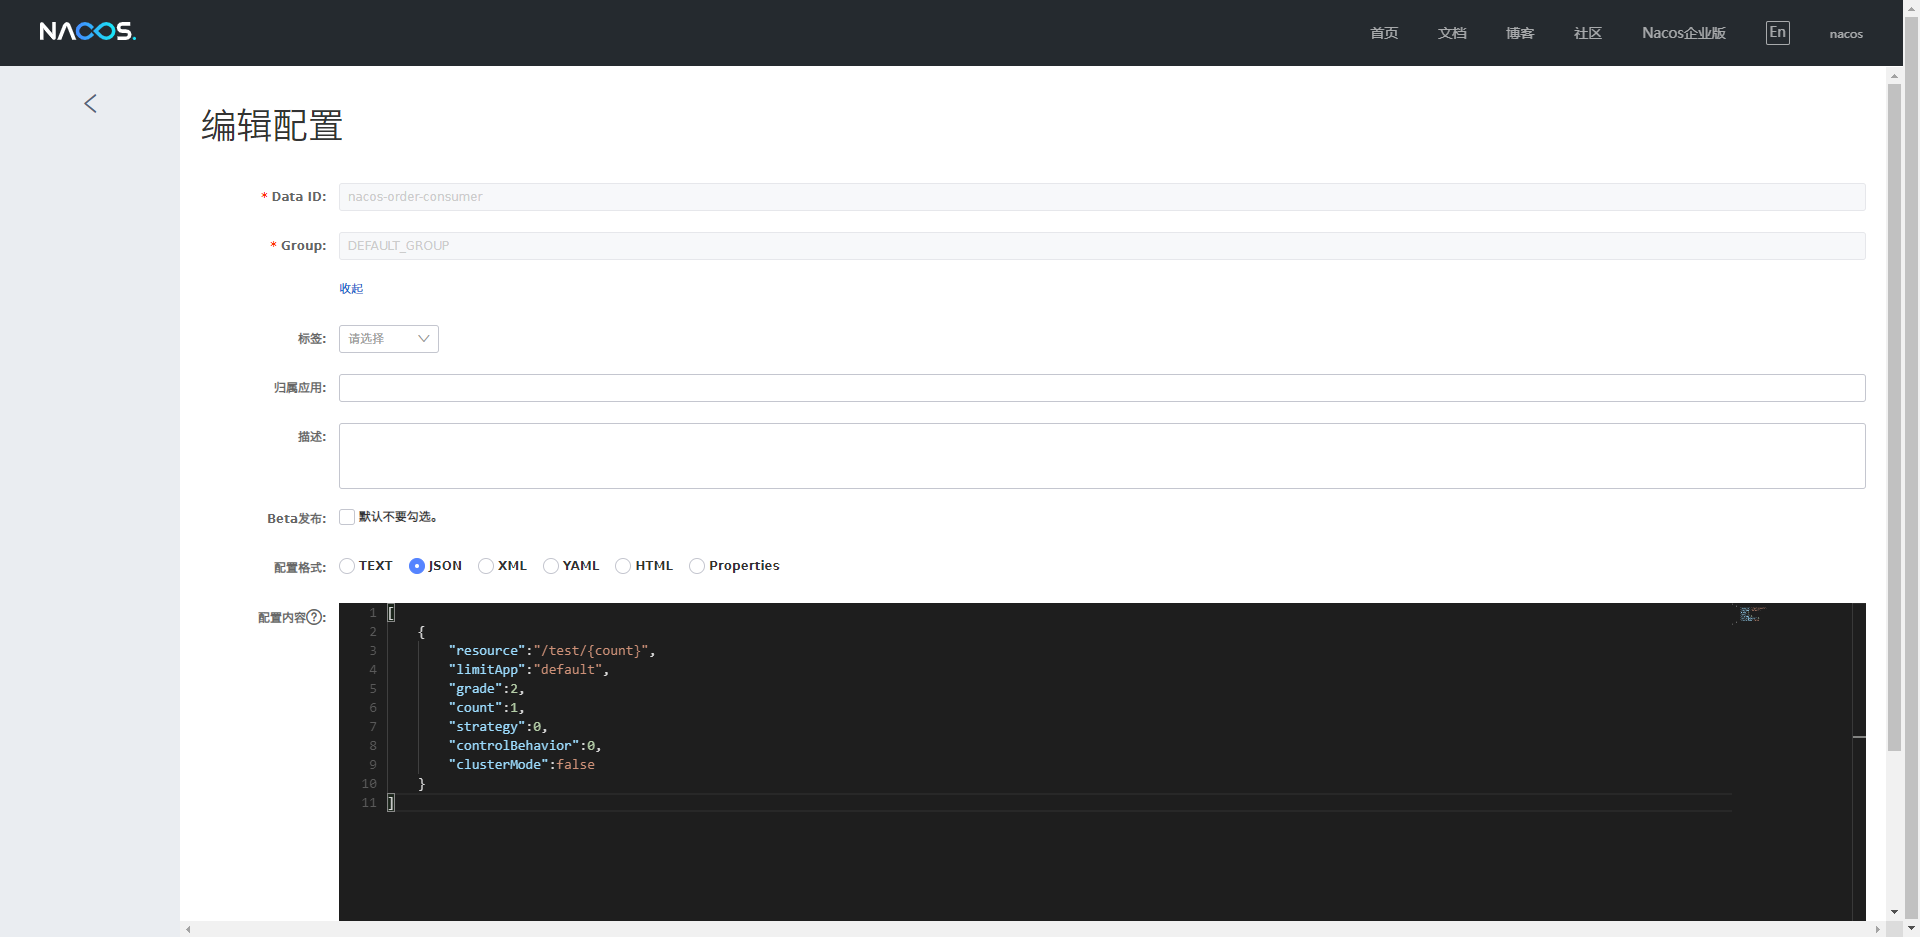 NACOS.
首页 文档 博客 社区 Nacos企业版 En nacos
编辑配置
* Data ID: nacos-order-consumer
* Group: DEFAULT_GROUP
收起
标签: 请选择
归属应用:
描述:
Beta发布: 默认不要勾选。
配置格式: TEXT JSON XML YAML HTML Properties
配置内容?:
1 [
2 {
3 "resource":"/test/{count}",
4 "limitApp":"default",
5 "grade":2,
6 "count":1,
7 "strategy":0,
8 "controlBehavior":0,
9 "clusterMode":false
10 }
11 ]